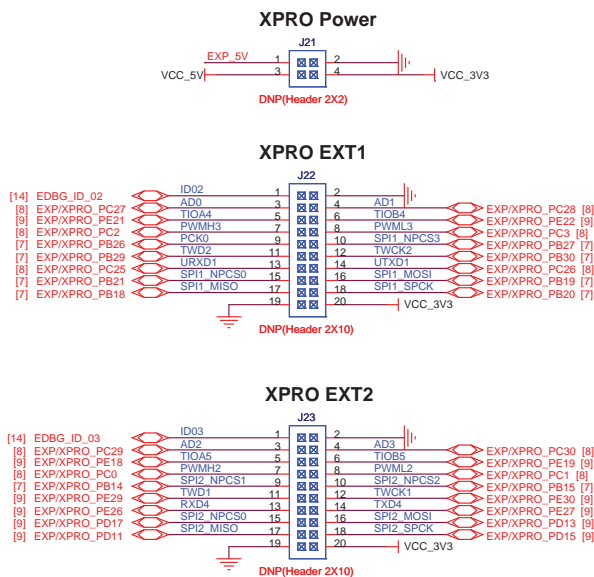 XPRO Power
J21
EXP_5V 1 2
VCC_5V 3 4 VCC_3V3
DNP(Header 2X2)
XPRO EXT1
J22
[14] EDBG_ID_02 ID02 1 2
[8] EXP/XPRO_PC27 AD0 3 4 AD1 EXP/XPRO_PC28 [8]
[9] EXP/XPRO_PE21 TIOA4 5 6 TIOB4 EXP/XPRO_PE22 [9]
[8] EXP/XPRO_PC2 PWMH3 7 8 PWML3 EXP/XPRO_PC3 [8]
[7] EXP/XPRO_PB26 PCK0 9 10 SPI1_NPCS3 EXP/XPRO_PB27 [7]
[7] EXP/XPRO_PB29 TWD2 11 12 TWCK2 EXP/XPRO_PB30 [7]
[8] EXP/XPRO_PC25 URXD1 13 14 UTXD1 EXP/XPRO_PC26 [8]
[7] EXP/XPRO_PB21 SPI1_NPCS0 15 16 SPI1_MOSI EXP/XPRO_PB19 [7]
[7] EXP/XPRO_PB18 SPI1_MISO 17 18 SPI1_SPCK EXP/XPRO_PB20 [7]
19 20 VCC_3V3
DNP(Header 2X10)
XPRO EXT2
J23
[14] EDBG_ID_03 ID03 1 2
[8] EXP/XPRO_PC29 AD2 3 4 AD3 EXP/XPRO_PC30 [8]
[9] EXP/XPRO_PE18 TIOA5 5 6 TIOB5 EXP/XPRO_PE19 [9]
[8] EXP/XPRO_PC0 PWMH2 7 8 PWML2 EXP/XPRO_PC1 [8]
[7] EXP/XPRO_PB14 SPI2_NPCS1 9 10 SPI2_NPCS2 EXP/XPRO_PB15 [7]
[9] EXP/XPRO_PE29 TWD1 11 12 TWCK1 EXP/XPRO_PE30 [9]
[9] EXP/XPRO_PE26 RXD4 13 14 TXD4 EXP/XPRO_PE27 [9]
[9] EXP/XPRO_PD17 SPI2_NPCS0 15 16 SPI2_MOSI EXP/XPRO_PD13 [9]
[9] EXP/XPRO_PD11 SPI2_MISO 17 18 SPI2_SPCK EXP/XPRO_PD15 [9]
19 20 VCC_3V3
DNP(Header 2X10)